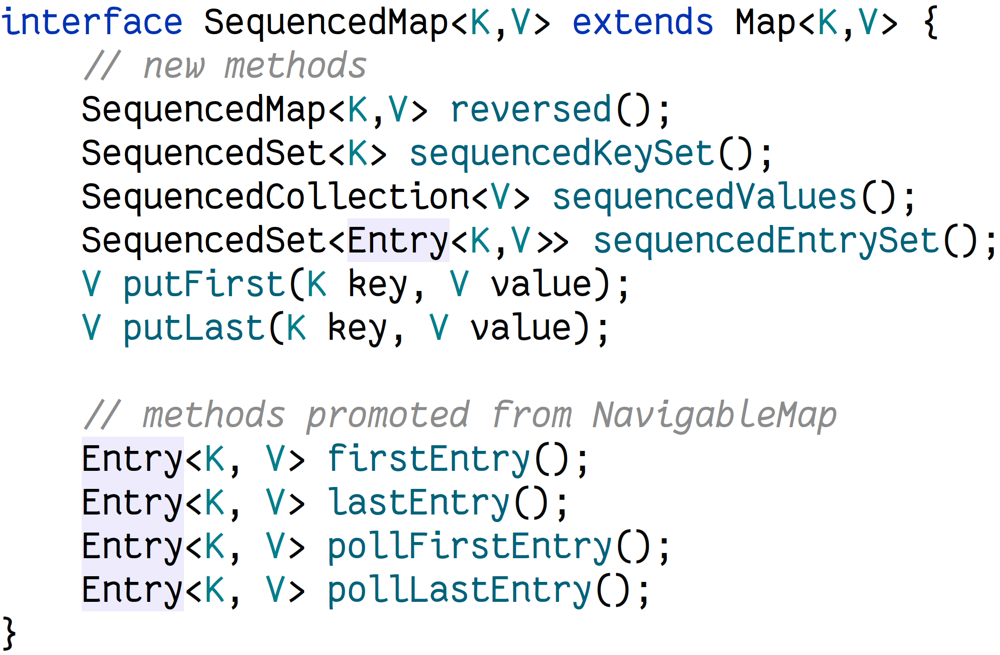 interface SequencedMap<K,V> extends Map<K,V> {
    // new methods
    SequencedMap<K,V> reversed();
    SequencedSet<K> sequencedKeySet();
    SequencedCollection<V> sequencedValues();
    SequencedSet<Entry<K,V>> sequencedEntrySet();
    V putFirst(K key, V value);
    V putLast(K key, V value);

    // methods promoted from NavigableMap
    Entry<K, V> firstEntry();
    Entry<K, V> lastEntry();
    Entry<K, V> pollFirstEntry();
    Entry<K, V> pollLastEntry();
}